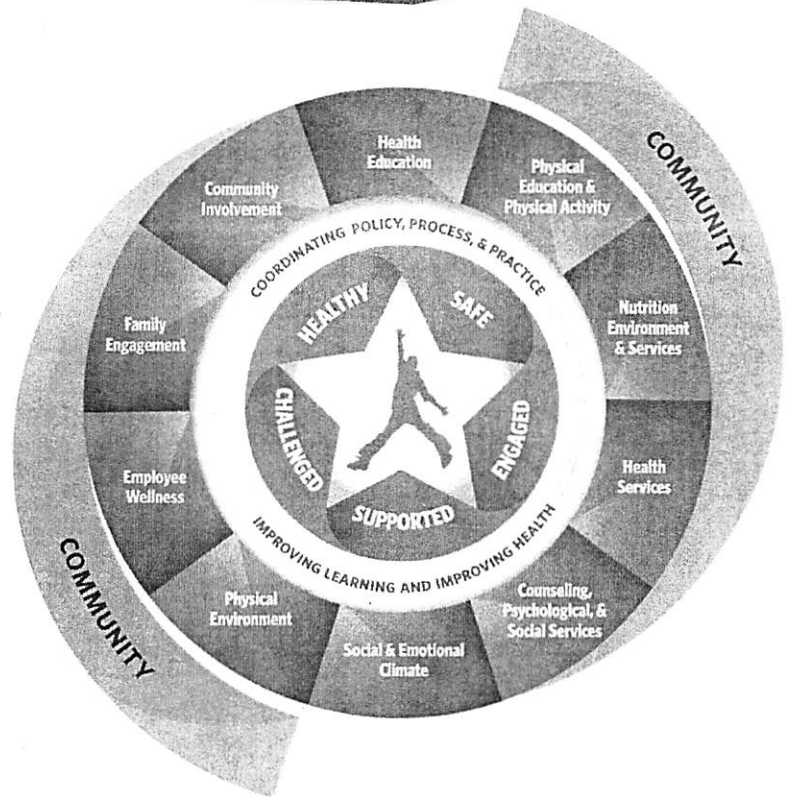 COMMUNITY
Health
Education
Physical
Education &
Physical Activity
Nutrition
Environment
& Services
Health
Services
Counseling,
Psychological, &
Social Services
Social & Emotional
Climate
Physical
Environment
Employee
Wellness
Family
Engagement
Community
Involvement
COORDINATING POLICY, PROCESS, & PRACTICE
IMPROVING LEARNING AND IMPROVING HEALTH
HEALTHY
SAFE
ENGAGED
SUPPORTED
CHALLENGED
COMMUNITY